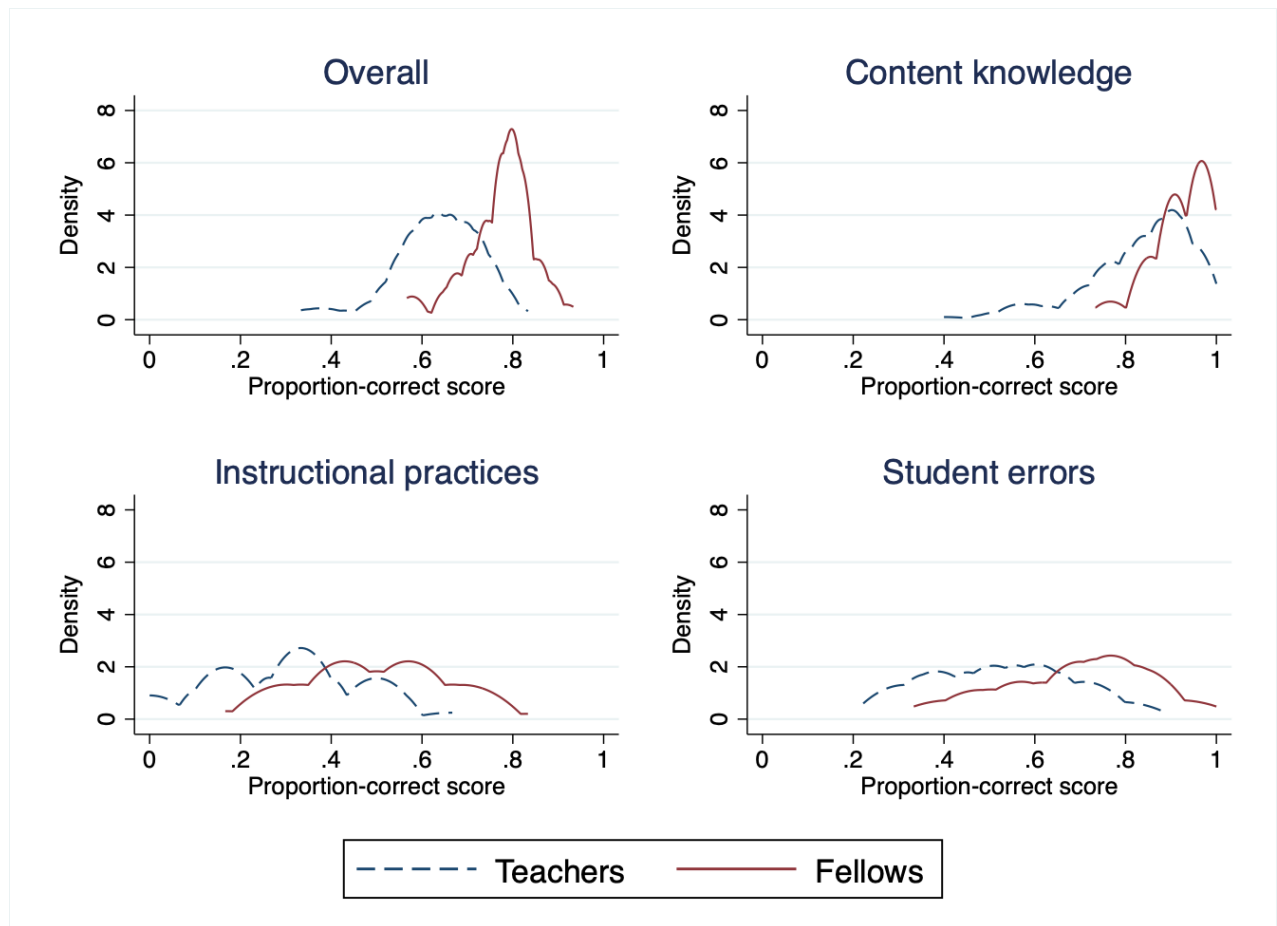 Overall
Density
8
6
4
2
0
0 .2 .4 .6 .8 1
Proportion-correct score
Content knowledge
Density
8
6
4
2
0
0 .2 .4 .6 .8 1
Proportion-correct score
Instructional practices
Density
8
6
4
2
0
0 .2 .4 .6 .8 1
Proportion-correct score
Student errors
Density
8
6
4
2
0
0 .2 .4 .6 .8 1
Proportion-correct score
Teachers Fellows